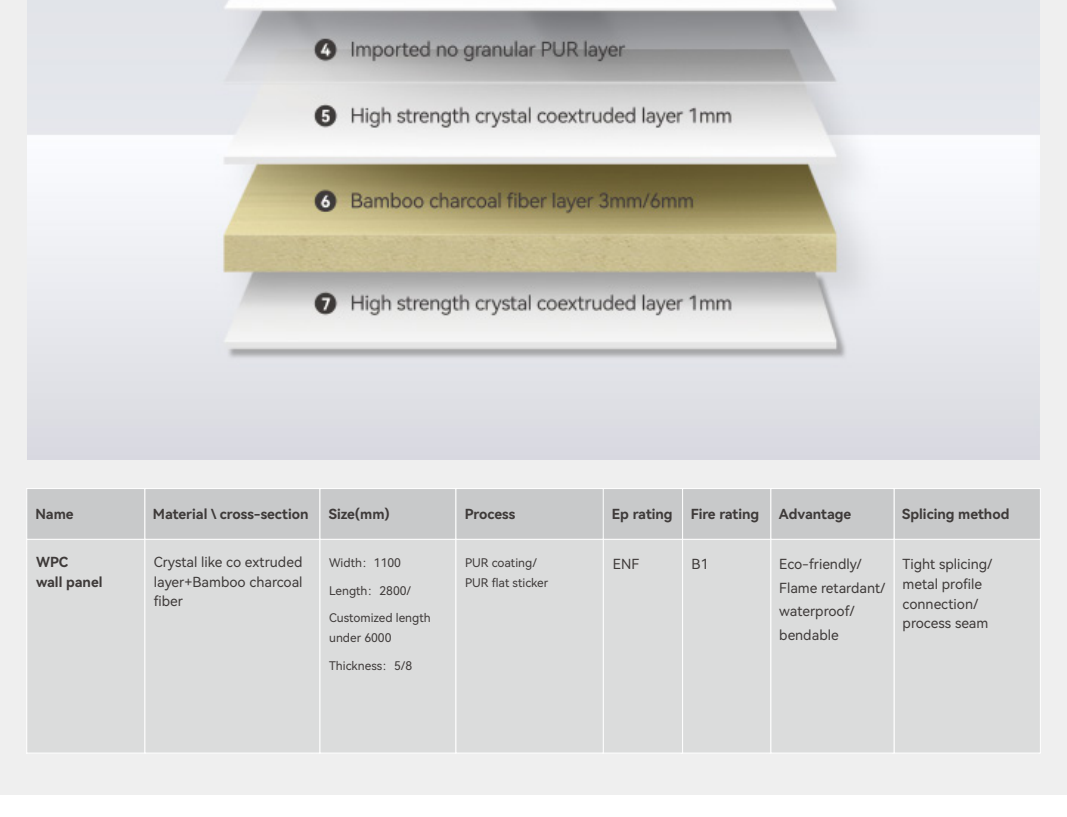 4 Imported no granular PUR layer
5 High strength crystal coextruded layer 1mm
6 Bamboo charcoal fiber layer 3mm/6mm
7 High strength crystal coextruded layer 1mm
Name
Material \ cross-section
Size(mm)
Process
Ep rating
Fire rating
Advantage
Splicing method
WPC
wall panel
Crystal like co extruded
layer+Bamboo charcoal
fiber
Width: 1100
Length: 2800/
Customized length
under 6000
Thickness: 5/8
PUR coating/
PUR flat sticker
ENF
B1
Eco-friendly/
Flame retardant/
waterproof/
bendable
Tight splicing/
metal profile
connection/
process seam